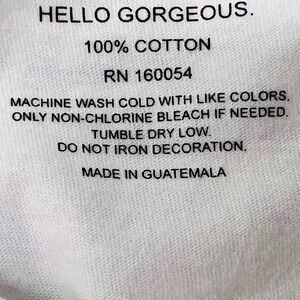 HELLO GORGEOUS.
100% COTTON
RN 160054
MACHINE WASH COLD WITH LIKE COLORS.
ONLY NON-CHLORINE BLEACH IF NEEDED.
TUMBLE DRY LOW.
DO NOT IRON DECORATION.
MADE IN GUATEMALA